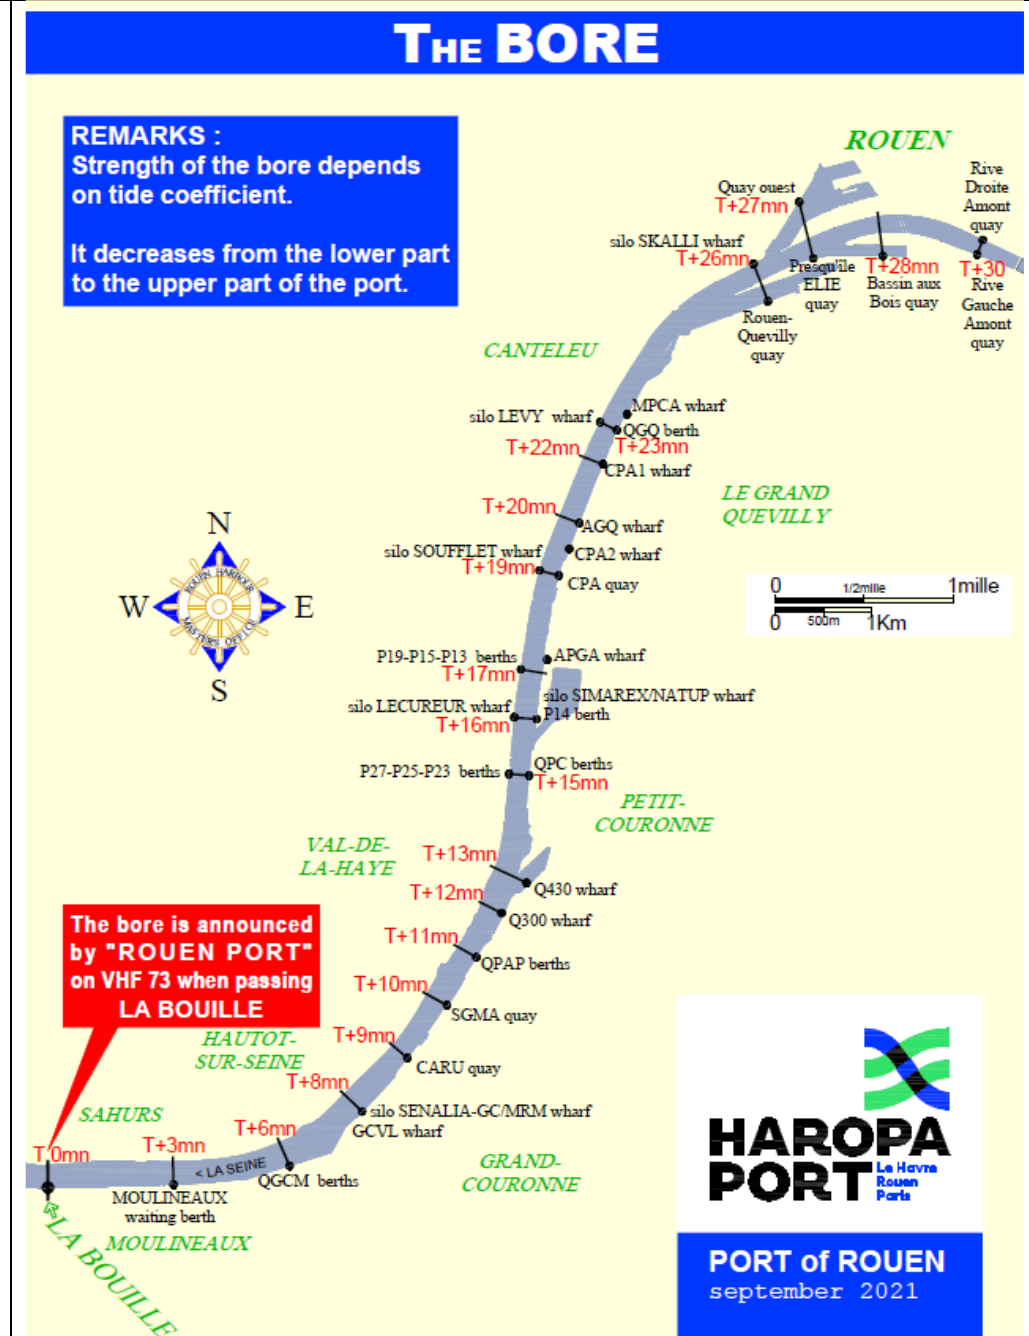 THE BORE
REMARKS :
Strength of the bore depends
on tide coefficient.
It decreases from the lower part
to the upper part of the port.
ROUEN
Rive
Droite
Amont
quay
Quay ouest
T+27mn
silo SKALLI wharf
T+26mn
Presqu'ile
ELIE
quay
T+28mn
Bassin aux
Bois quay
T+30
Rive
Gauche
Amont
quay
Rouen-
Quevilly
quay
CANTELEU
MPCA wharf
silo LEVY wharf
QGQ berth
T+23mn
T+22mn
CPA1 wharf
LE GRAND
QUEVILLY
T+20mn
AGQ wharf
silo SOUFFLET wharf
CPA2 wharf
T+19mn
CPA quay
N
W
E
S
ROUEN HARBOUR
MASTER'S OFFICE
0
1/2mille
1mille
0
500m
1Km
P19-P15-P13 berths
APGA wharf
T+17mn
silo SIMAREX/NATUP wharf
silo LECUREUR wharf
P14 berth
T+16mn
QPC berths
P27-P25-P23 berths
T+15mn
PETIT-
COURONNE
VAL-DE-
LA-HAYE
T+13mn
Q430 wharf
T+12mn
Q300 wharf
The bore is announced
by "ROUEN PORT"
on VHF 73 when passing
LA BOUILLE
T+11mn
QPAP berths
T+10mn
SGMA quay
HAUTOT-
SUR-SEINE
T+9mn
CARU quay
T+8mn
silo SENALIA-GC/MRM wharf
GCVL wharf
SAHURS
T+6mn
T 0mn
T+3mn
< LA SEINE
QGCM berths
GRAND-
COURONNE
MOULINEAUX
waiting berth
MOULINEAUX
LA BOUILLE
HAROPA
PORT
Le Havre
Rouen
Paris
PORT of ROUEN
september 2021